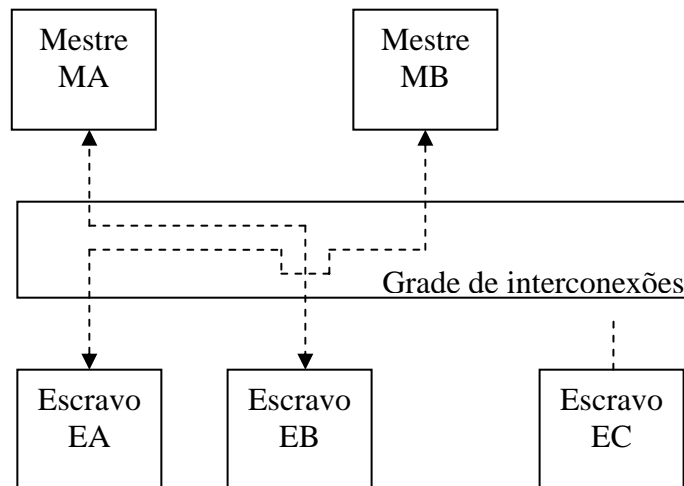 Mestre
MA
Mestre
MB
Grade de interconexões
Escravo
EA
Escravo
EB
Escravo
EC